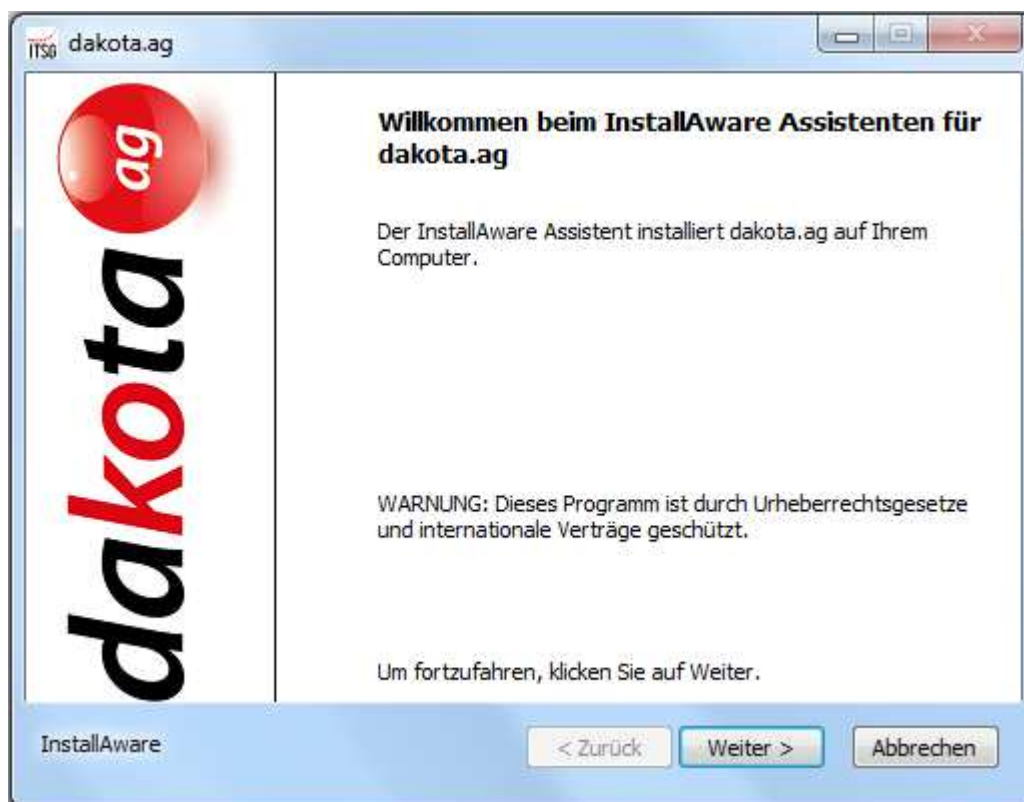 ITSG dakota.ag
dakota ag
Willkommen beim InstallAware Assistenten für
dakota.ag
Der InstallAware Assistent installiert dakota.ag auf Ihrem
Computer.
WARNUNG: Dieses Programm ist durch Urheberrechtsgesetze
und internationale Verträge geschützt.
Um fortzufahren, klicken Sie auf Weiter.
InstallAware
< Zurück Weiter > Abbrechen